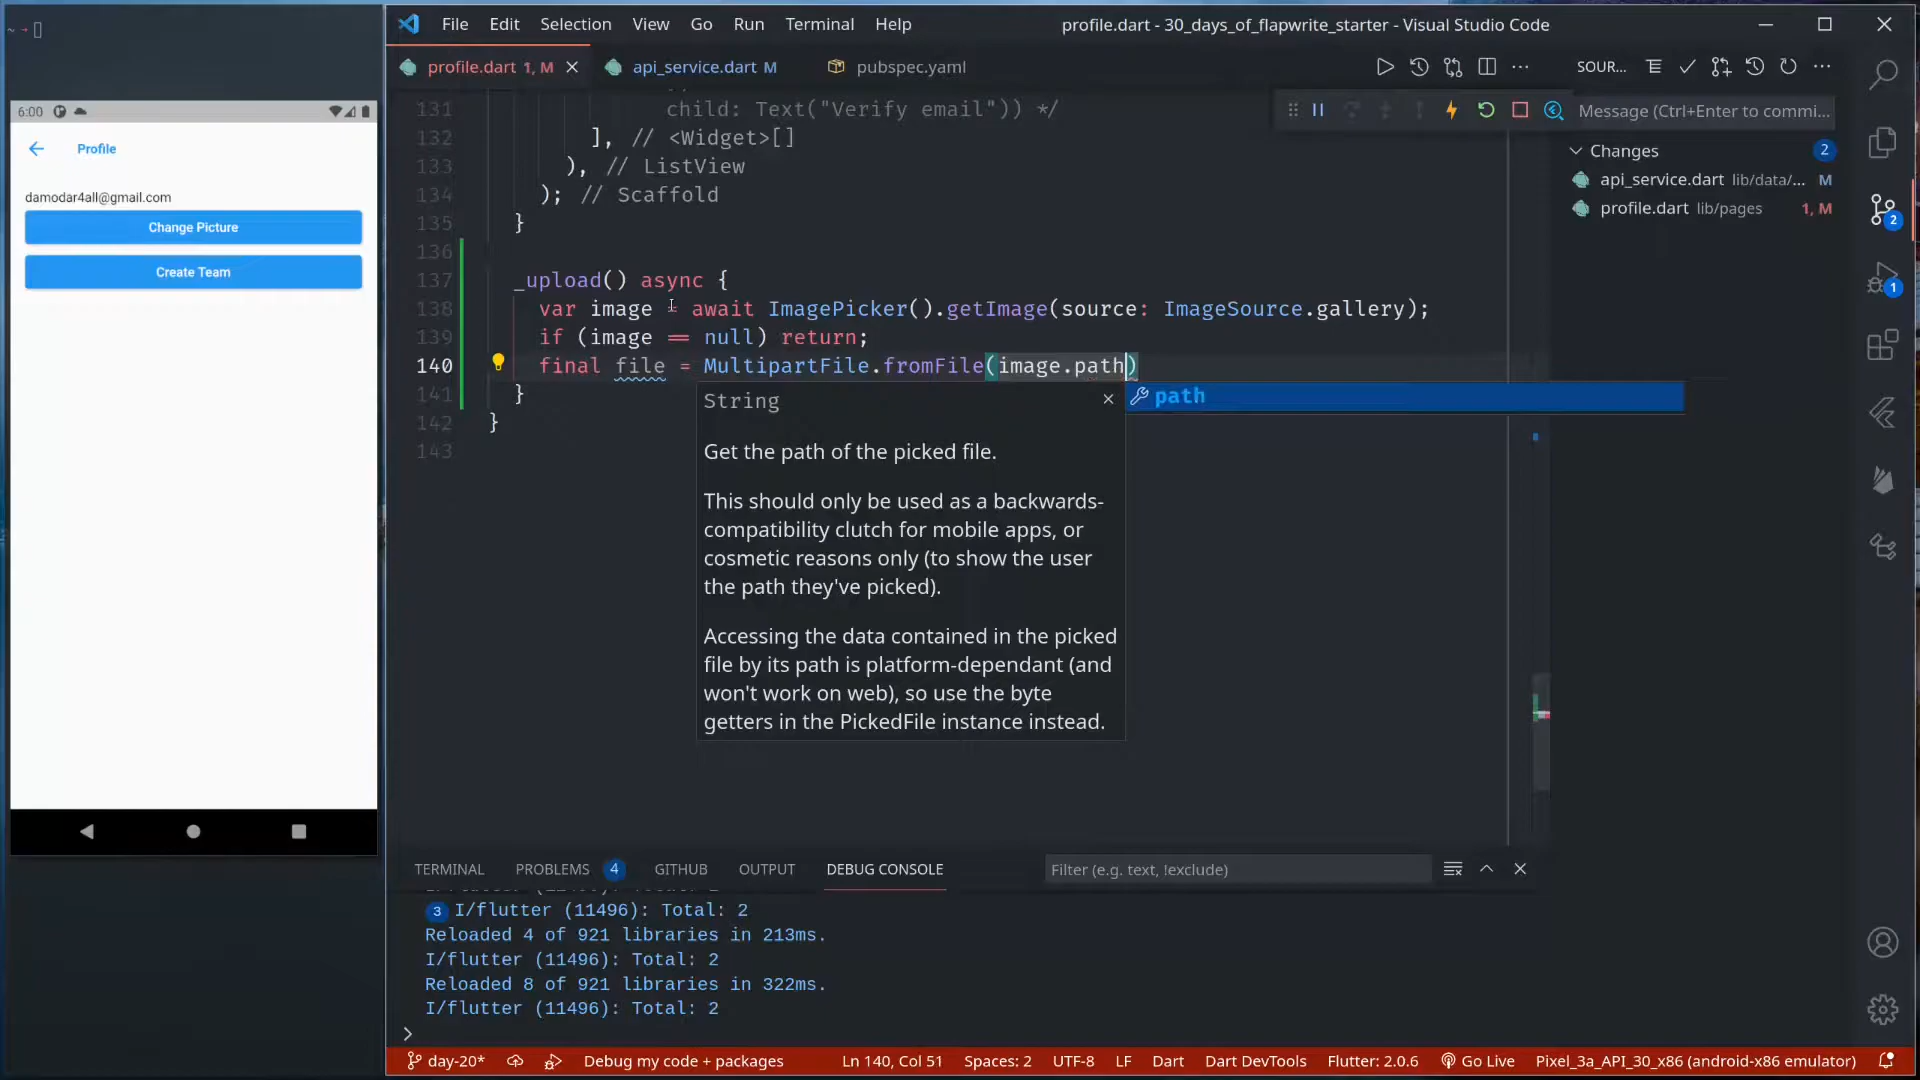 ~ → []
6:00
Profile
damodar4all@gmail.com
Change Picture
Create Team
File Edit Selection View Go Run Terminal Help
profile.dart - 30_days_of_flapwrite_starter - Visual Studio Code
profile.dart 1, M
api_service.dart M
pubspec.yaml
131 child: Text("Verify email")) */
132 ], // <Widget>[]
133 ), // ListView
134 ); // Scaffold
135 }
136
137 _upload() async {
138 var image = await ImagePicker().getImage(source: ImageSource.gallery);
139 if (image == null) return;
140 final file = MultipartFile.fromFile(image.path)
141 }
142 }
143
path
String
Get the path of the picked file.
This should only be used as a backwards-
compatibility clutch for mobile apps, or
cosmetic reasons only (to show the user
the path they've picked).
Accessing the data contained in the picked
file by its path is platform-dependant (and
won't work on web), so use the byte
getters in the PickedFile instance instead.
SOUR...
Message (Ctrl+Enter to commi...
Changes 2
api_service.dart lib/data/... M
profile.dart lib/pages 1, M
2
1
TERMINAL PROBLEMS 4 GITHUB OUTPUT DEBUG CONSOLE
Filter (e.g. text, !exclude)
3 I/flutter (11496): Total: 2
Reloaded 4 of 921 libraries in 213ms.
I/flutter (11496): Total: 2
Reloaded 8 of 921 libraries in 322ms.
I/flutter (11496): Total: 2
>
day-20* Debug my code + packages Ln 140, Col 51 Spaces: 2 UTF-8 LF Dart Dart DevTools Flutter: 2.0.6 Go Live Pixel_3a_API_30_x86 (android-x86 emulator)